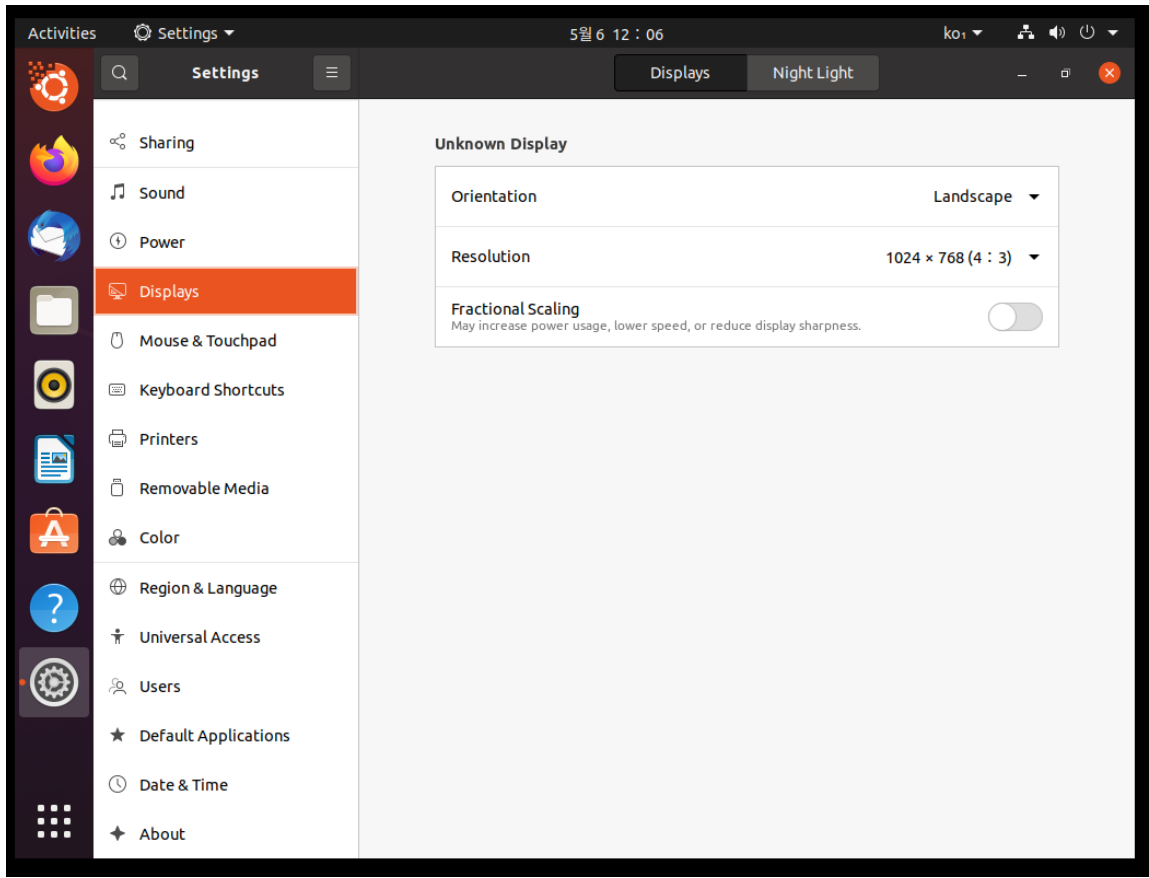 Activities Settings 5월 6 12：06 ko₁
Settings Displays Night Light
Sharing
Sound
Power
Displays
Mouse & Touchpad
Keyboard Shortcuts
Printers
Removable Media
Color
Region & Language
Universal Access
Users
Default Applications
Date & Time
About
Unknown Display
Orientation Landscape
Resolution 1024 × 768 (4：3)
Fractional Scaling
May increase power usage, lower speed, or reduce display sharpness.